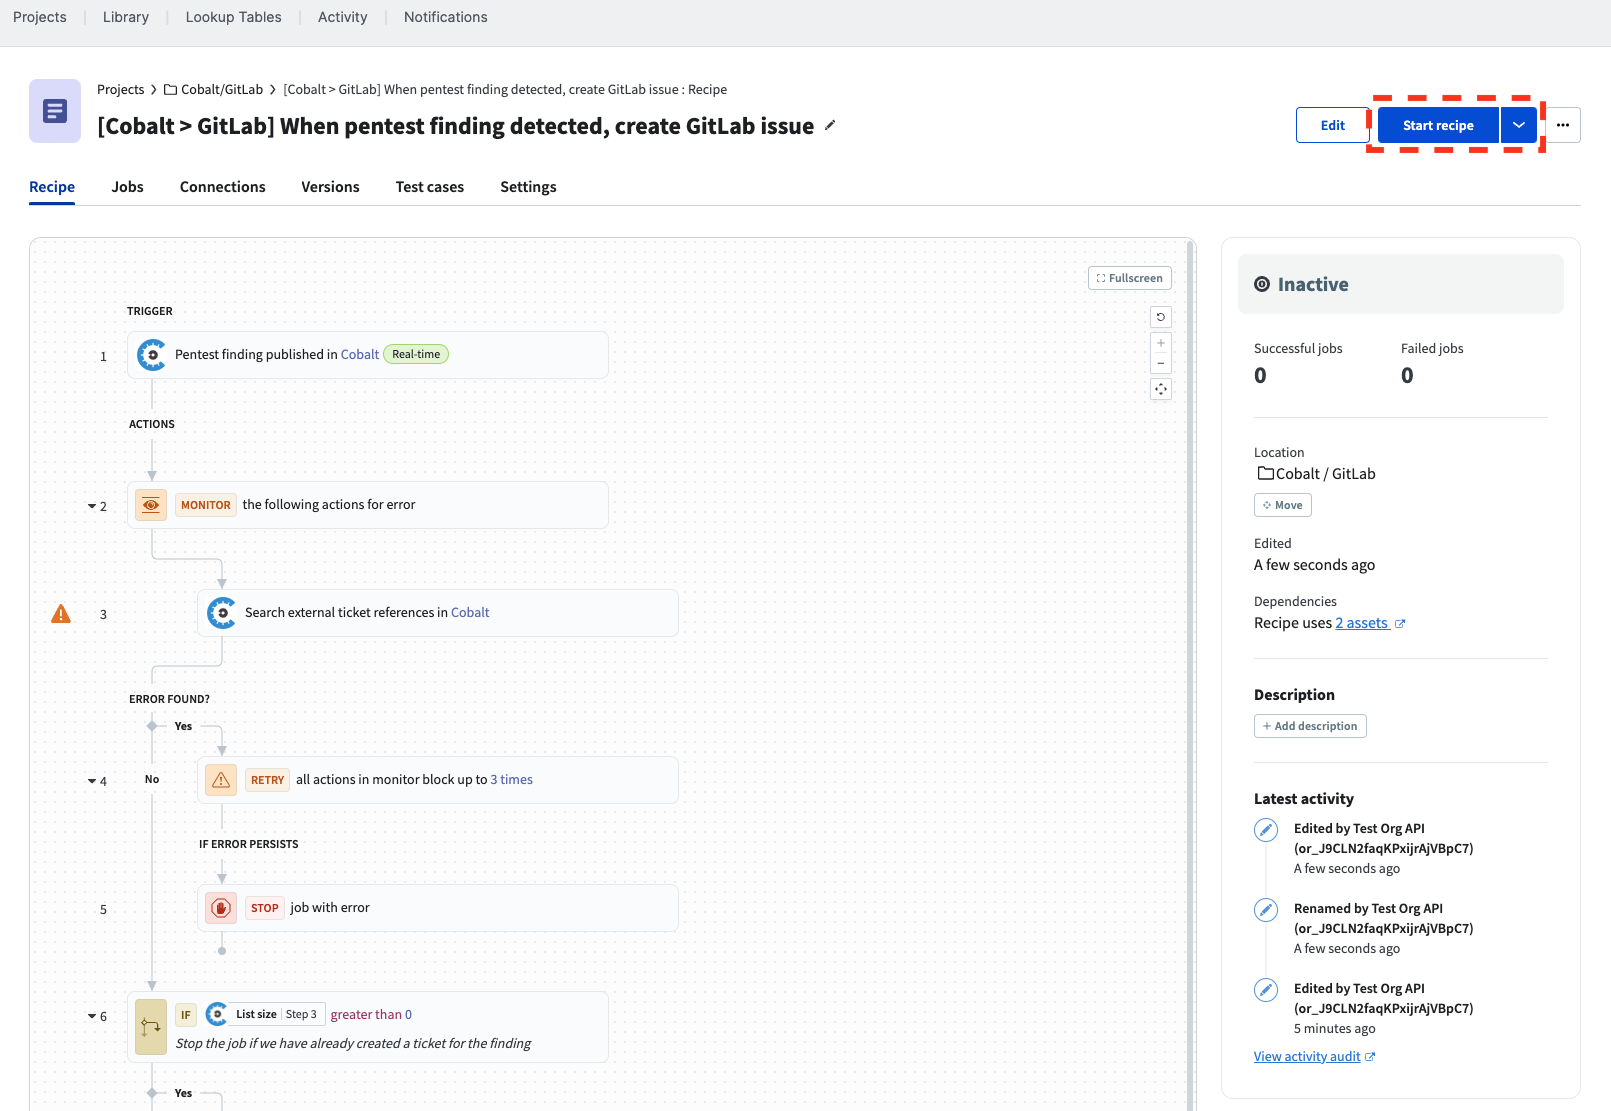 Projects
Library
Lookup Tables
Activity
Notifications
Projects
Cobalt/GitLab
[Cobalt > GitLab] When pentest finding detected, create GitLab issue : Recipe
[Cobalt > GitLab] When pentest finding detected, create GitLab issue
Edit
Start recipe
Recipe
Jobs
Connections
Versions
Test cases
Settings
Fullscreen
TRIGGER
1
Pentest finding published in Cobalt Real-time
ACTIONS
2
MONITOR the following actions for error
3
Search external ticket references in Cobalt
ERROR FOUND?
Yes
No
4
RETRY all actions in monitor block up to 3 times
IF ERROR PERSISTS
5
STOP job with error
6
IF List size Step 3 greater than 0
Stop the job if we have already created a ticket for the finding
Yes
Inactive
Successful jobs
0
Failed jobs
0
Location
Cobalt / GitLab
Move
Edited
A few seconds ago
Dependencies
Recipe uses 2 assets
Description
+ Add description
Latest activity
Edited by Test Org API
(or_J9CLN2faqKPxijrAjVBpC7)
A few seconds ago
Renamed by Test Org API
(or_J9CLN2faqKPxijrAjVBpC7)
A few seconds ago
Edited by Test Org API
(or_J9CLN2faqKPxijrAjVBpC7)
5 minutes ago
View activity audit